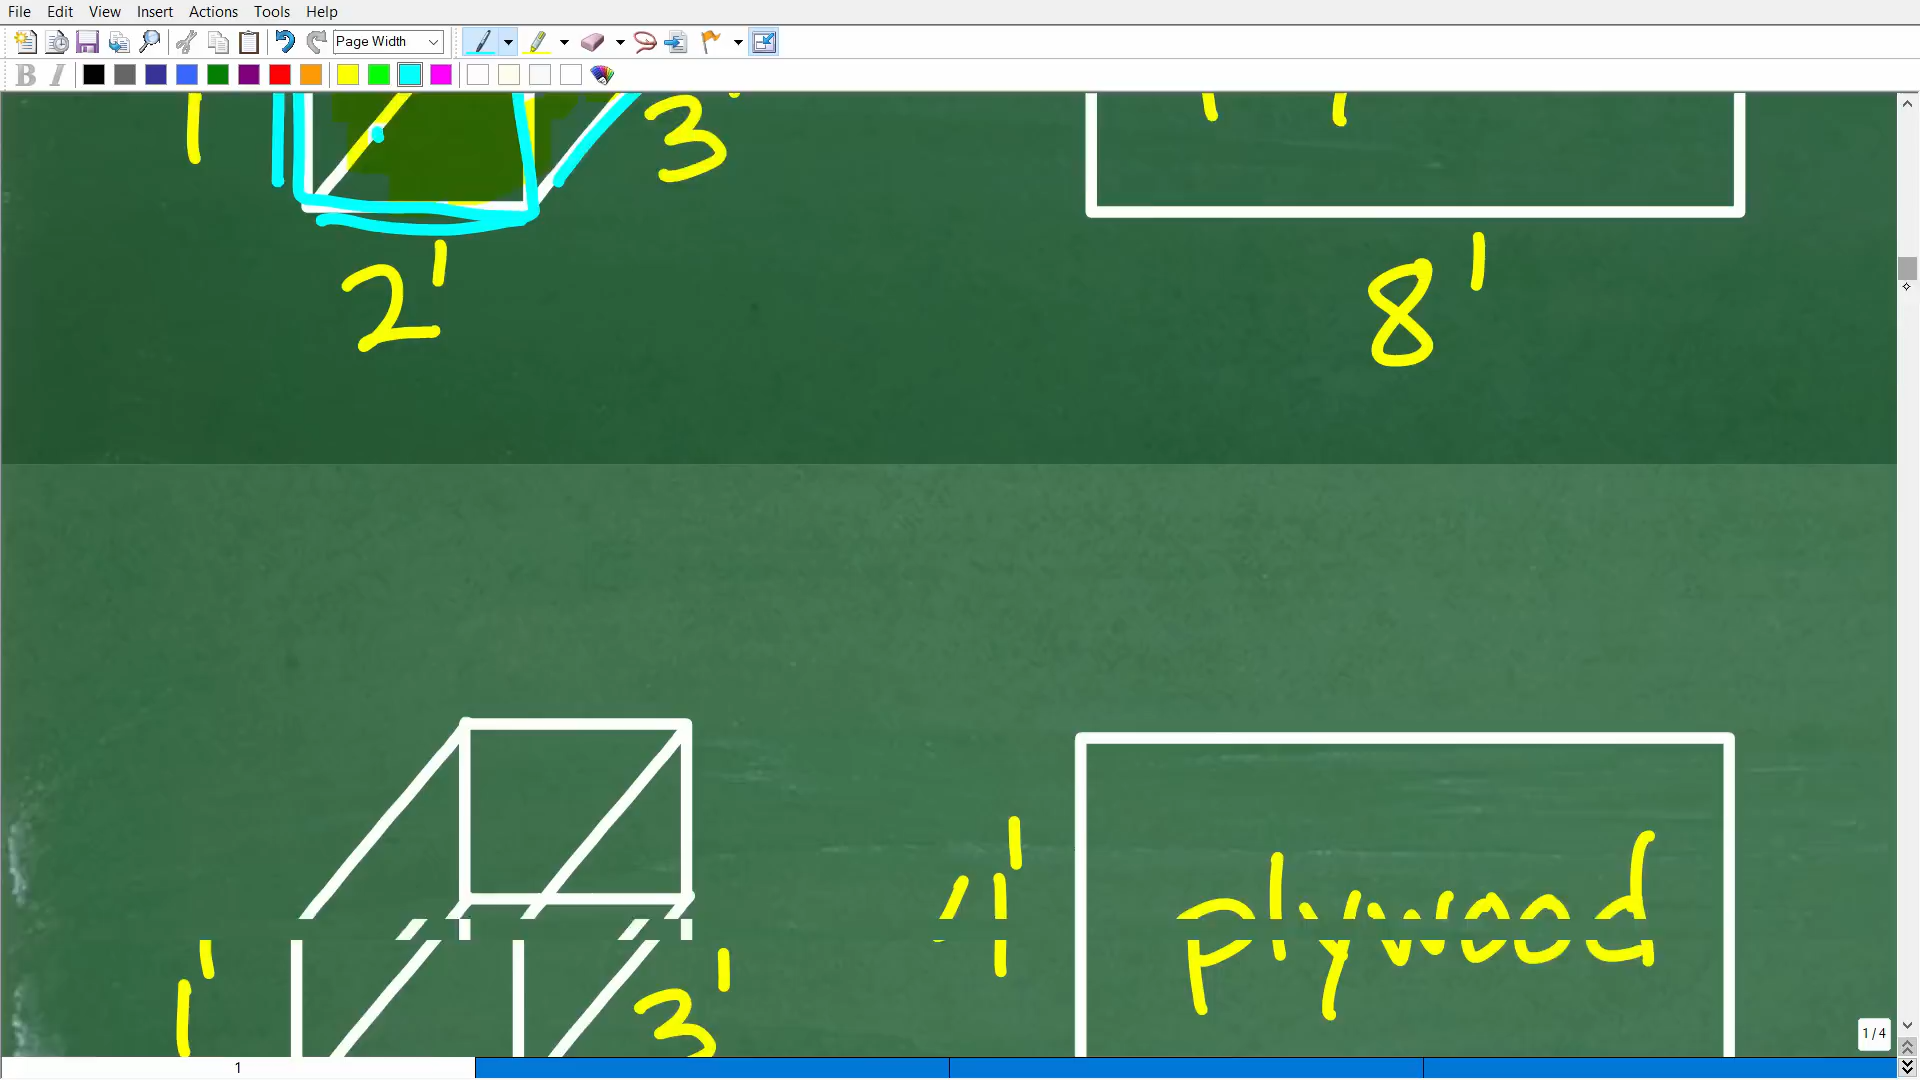 File Edit View Insert Actions Tools Help
Page Width
B I
1 3'
2' 8'
4' plywood
1' 3'
1 / 4
1